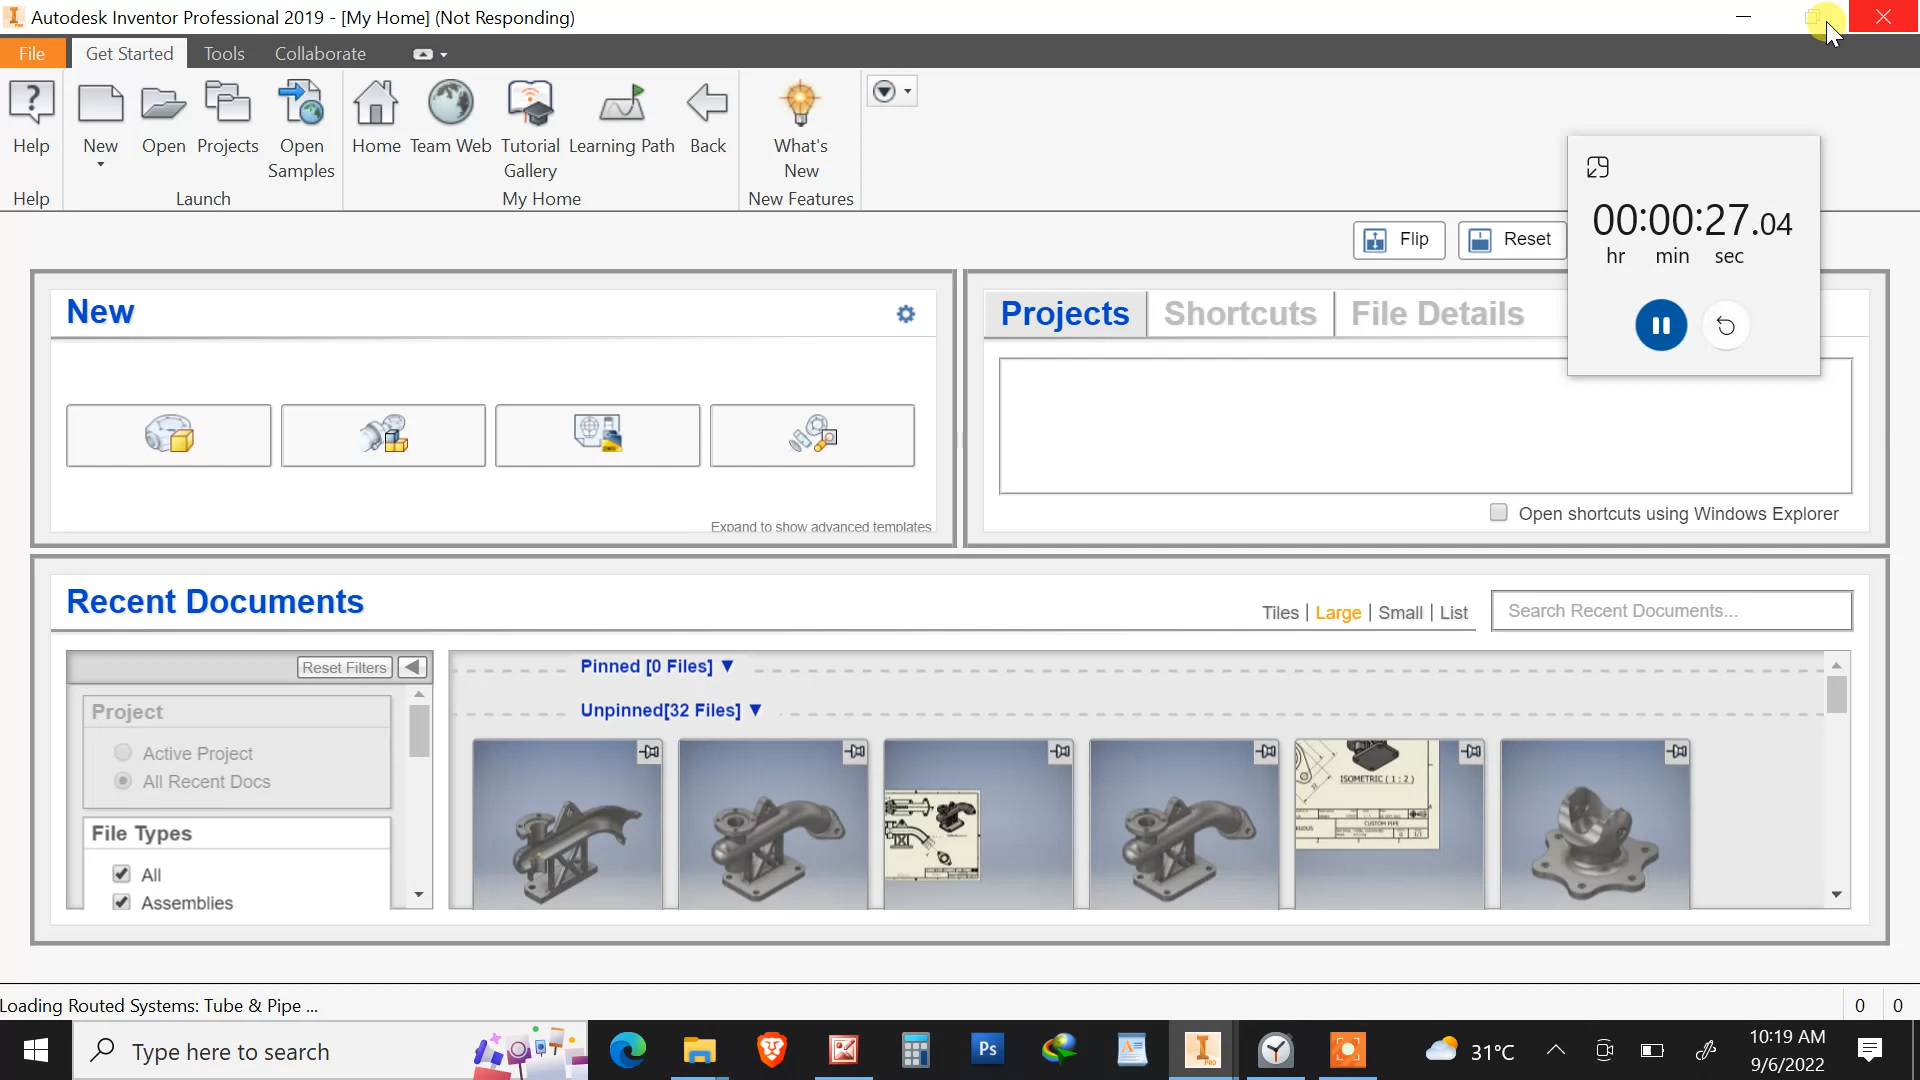 Autodesk Inventor Professional 2019 - [My Home] (Not Responding)
File
Get Started
Tools
Collaborate
Help
New
Open
Projects
Open
Samples
Home
Team Web
Tutorial
Gallery
Learning Path
Back
What's
New
Help
Launch
My Home
New Features
00:00:27.04
hr min sec
Flip
Reset
New
Projects
Shortcuts
File Details
Expand to show advanced templates
Open shortcuts using Windows Explorer
Recent Documents
Tiles | Large | Small | List
Search Recent Documents...
Reset Filters
Pinned [0 Files]
Unpinned[32 Files]
Project
Active Project
All Recent Docs
File Types
All
Assemblies
ISOMETRIC ( 1 : 2 )
CUSTOM PIPE
Loading Routed Systems: Tube & Pipe ...
0 0
Type here to search
Ps
PRO
31°C
10:19 AM
9/6/2022